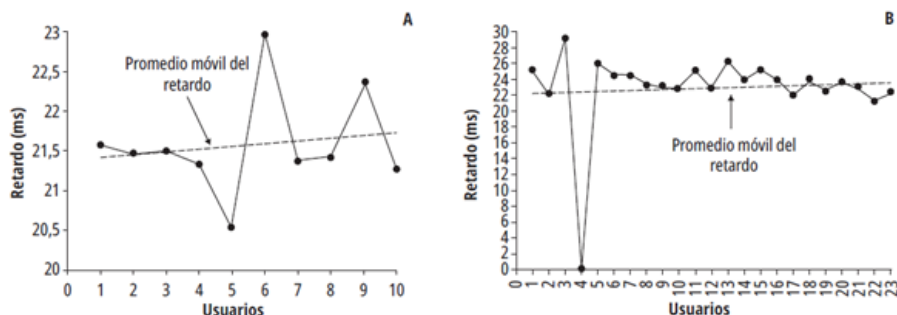 A
Retardo (ms)
23
22,5
22
21,5
21
20,5
20
Promedio móvil del
retardo
0 1 2 3 4 5 6 7 8 9 10
Usuarios
B
Retardo (ms)
30
28
26
24
22
20
18
16
14
12
10
8
6
4
2
0
Promedio móvil del
retardo
0 1 2 3 4 5 6 7 8 9 10 11 12 13 14 15 16 17 18 19 20 21 22 23
Usuarios